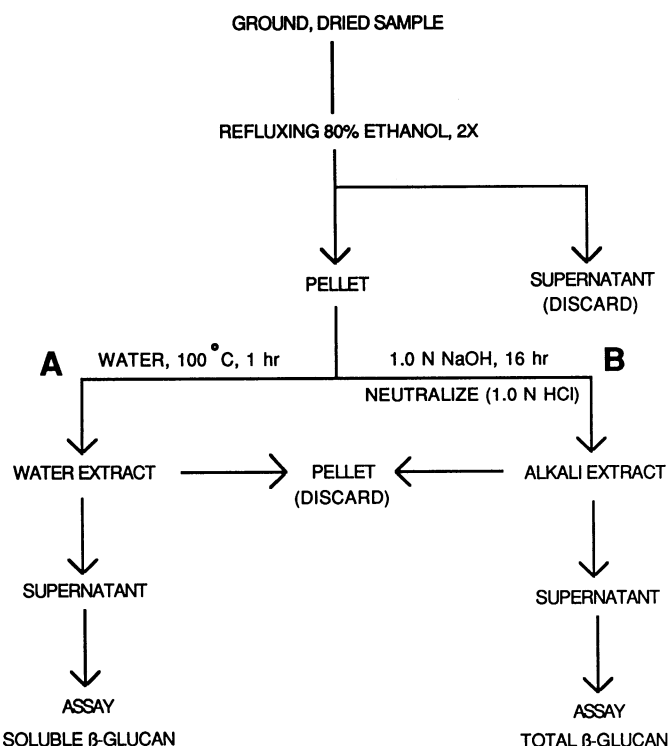 GROUND, DRIED SAMPLE
REFLUXING 80% ETHANOL, 2X
PELLET
SUPERNATANT
(DISCARD)
A
WATER, 100°C, 1 hr
1.0 N NaOH, 16 hr
B
NEUTRALIZE (1.0 N HCl)
WATER EXTRACT
PELLET
(DISCARD)
ALKALI EXTRACT
SUPERNATANT
SUPERNATANT
ASSAY
SOLUBLE β-GLUCAN
ASSAY
TOTAL β-GLUCAN